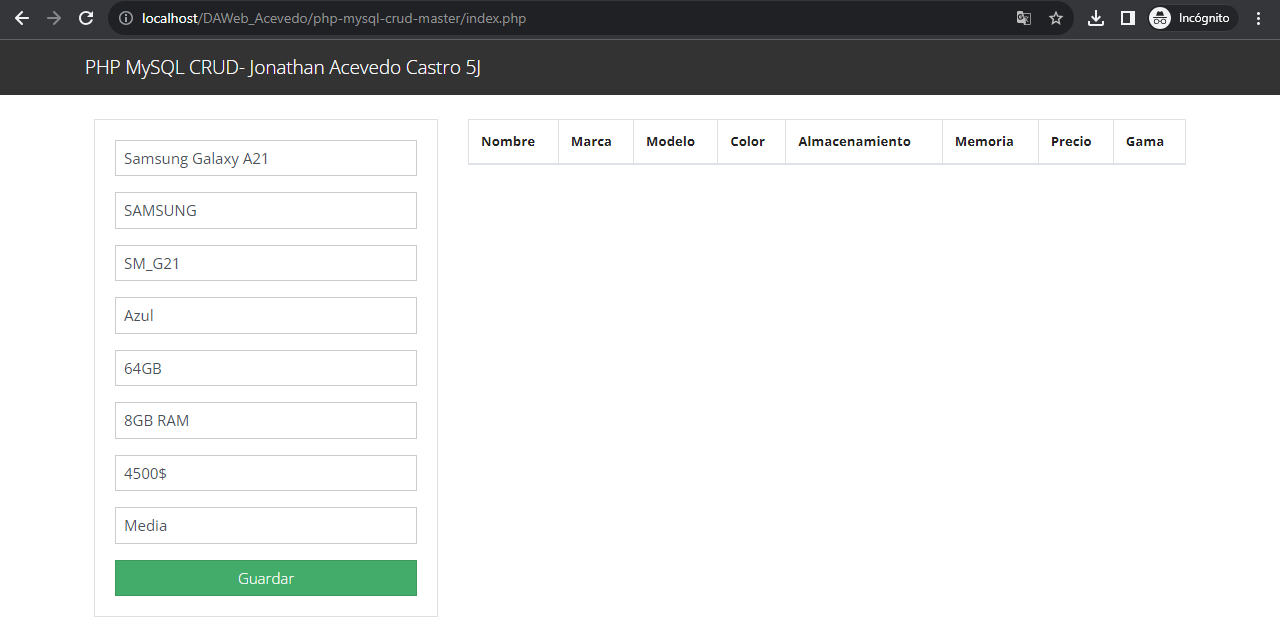 localhost/DAWeb_Acevedo/php-mysql-crud-master/index.php
Incógnito
PHP MySQL CRUD- Jonathan Acevedo Castro 5J
Samsung Galaxy A21
SAMSUNG
SM_G21
Azul
64GB
8GB RAM
4500$
Media
Guardar
Nombre Marca Modelo Color Almacenamiento Memoria Precio Gama